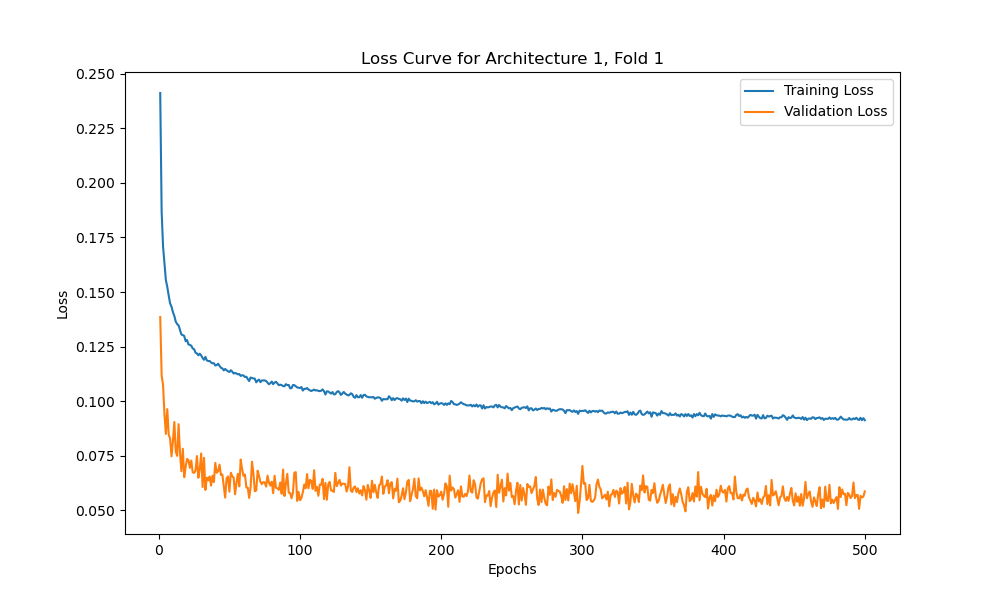 Loss Curve for Architecture 1, Fold 1
0.250
0.225
0.200
0.175
0.150
0.125
0.100
0.075
0.050
Loss
Training Loss
Validation Loss
0 100 200 300 400 500
Epochs